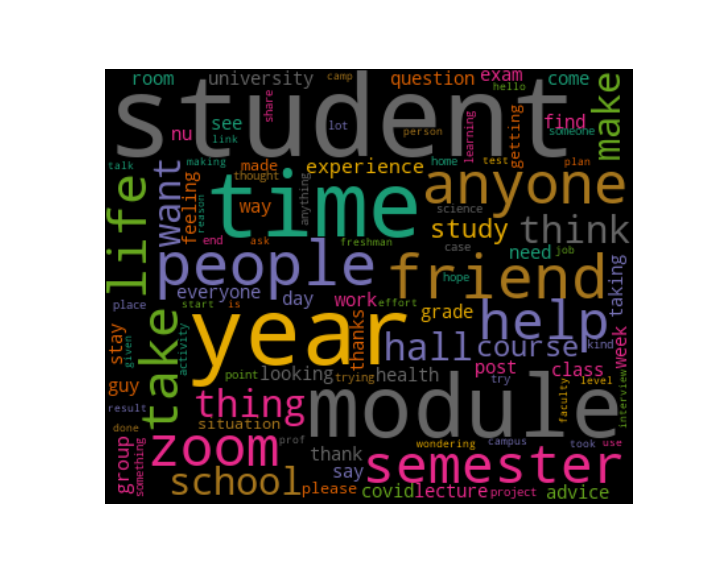 room university camp question exam come
hello
student
share
nu see link lot person getting find someone make
learning
talk making made experience home test plan
want feeling thought anything
life time anyone
reason way science
study think
end ask freshman case
people need job
friend hope taking
everyone day
place start is work effort grade help
year
take thanks hall course kind week
stay given activity
point looking trying health post class
try
guy thing module faculty level interview
result
situation
done prof wondering campus took use
group something zoom thank say semester
school please covid lecture project advice